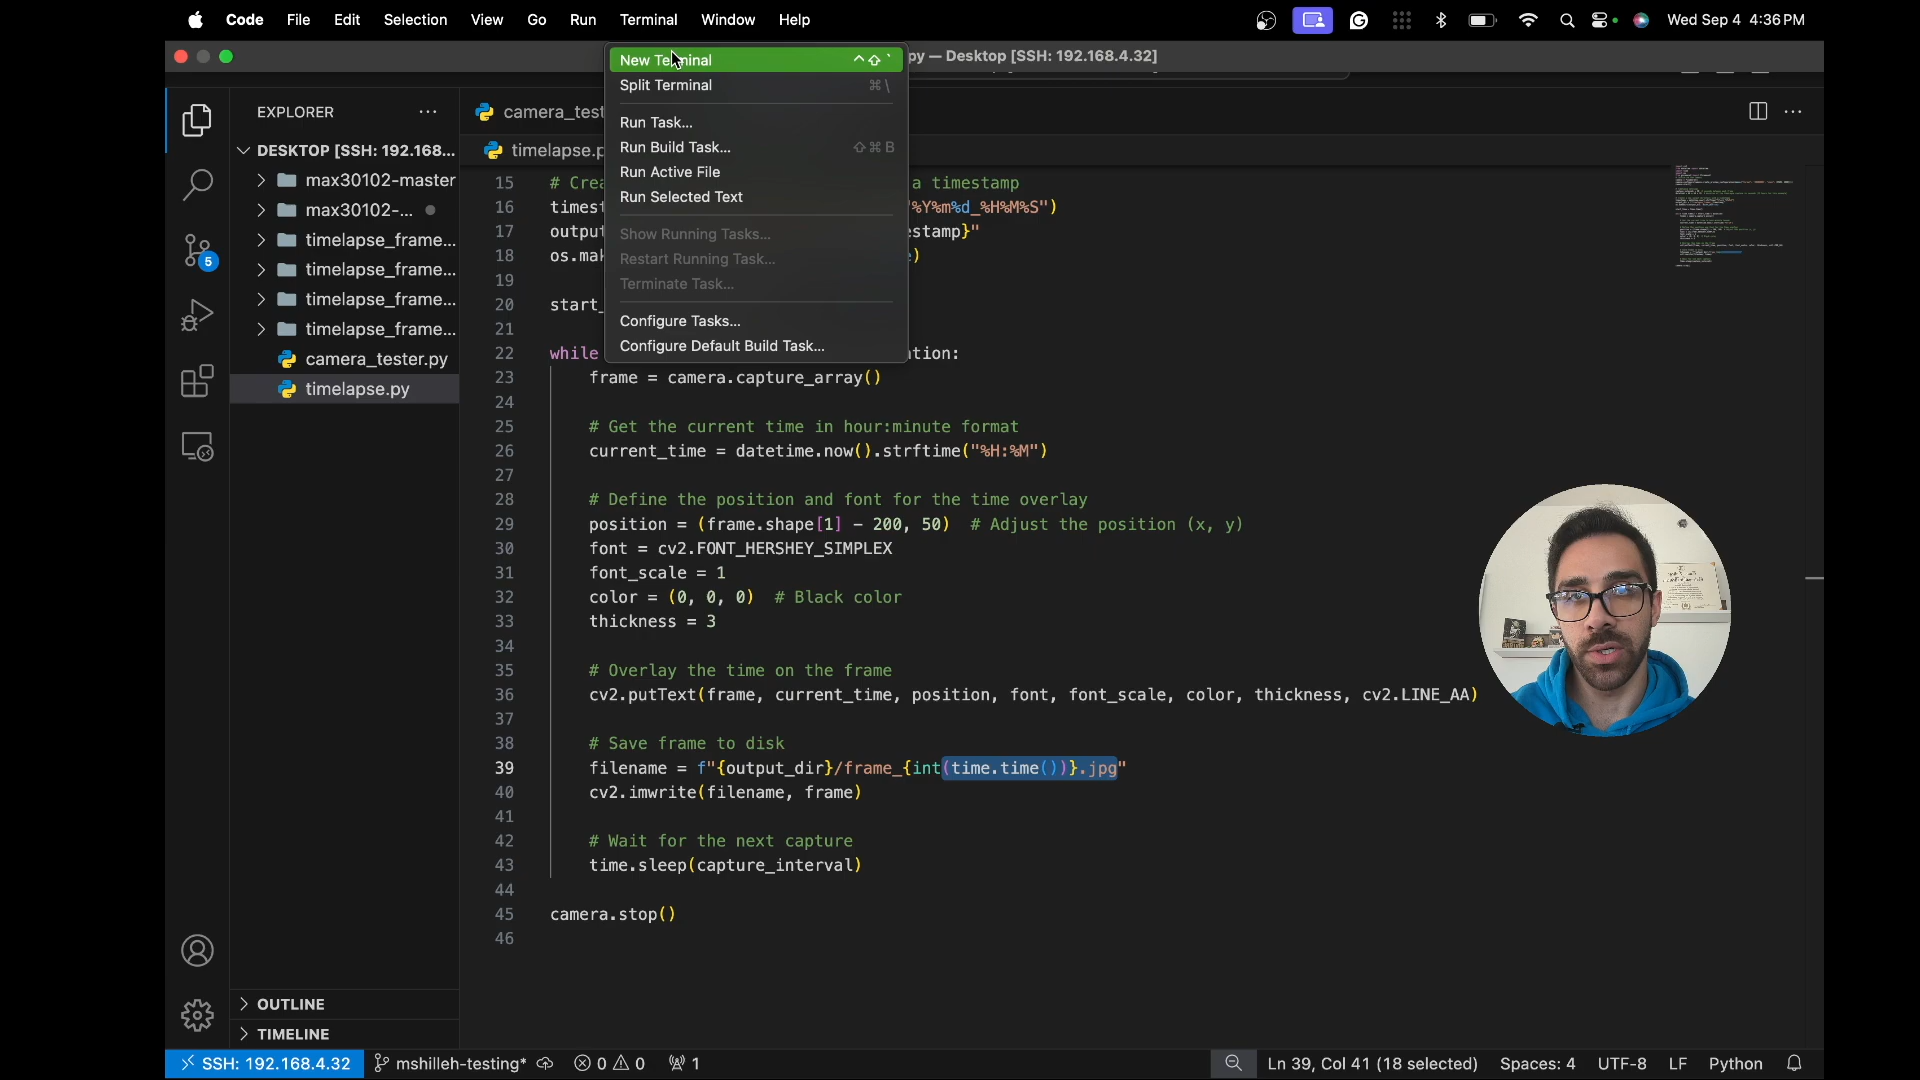 Code File Edit Selection View Go Run Terminal Window Help Wed Sep 4 4:36 PM
py — Desktop [SSH: 192.168.4.32]
New Terminal ^⇧`
Split Terminal ⌘\
Run Task...
Run Build Task... ⇧⌘B
Run Active File
Run Selected Text
Show Running Tasks...
Restart Running Task...
Terminate Task...
Configure Tasks...
Configure Default Build Task...
EXPLORER
DESKTOP [SSH: 192.168...
max30102-master
max30102-...
timelapse_frame...
timelapse_frame...
timelapse_frame...
timelapse_frame...
camera_tester.py
timelapse.py
5
OUTLINE
TIMELINE
camera_test
timelapse.p
15 # Crea a timestamp
16 timest "%Y%m%d_%H%M%S")
17 output stamp}"
18 os.mak )
19
20 start_
21
22 while tion:
23 frame = camera.capture_array()
24
25 # Get the current time in hour:minute format
26 current_time = datetime.now().strftime("%H:%M")
27
28 # Define the position and font for the time overlay
29 position = (frame.shape[1] - 200, 50) # Adjust the position (x, y)
30 font = cv2.FONT_HERSHEY_SIMPLEX
31 font_scale = 1
32 color = (0, 0, 0) # Black color
33 thickness = 3
34
35 # Overlay the time on the frame
36 cv2.putText(frame, current_time, position, font, font_scale, color, thickness, cv2.LINE_AA)
37
38 # Save frame to disk
39 filename = f"{output_dir}/frame_{int(time.time())}.jpg"
40 cv2.imwrite(filename, frame)
41
42 # Wait for the next capture
43 time.sleep(capture_interval)
44
45 camera.stop()
46
SSH: 192.168.4.32 mshilleh-testing* 0 0 1 Ln 39, Col 41 (18 selected) Spaces: 4 UTF-8 LF Python